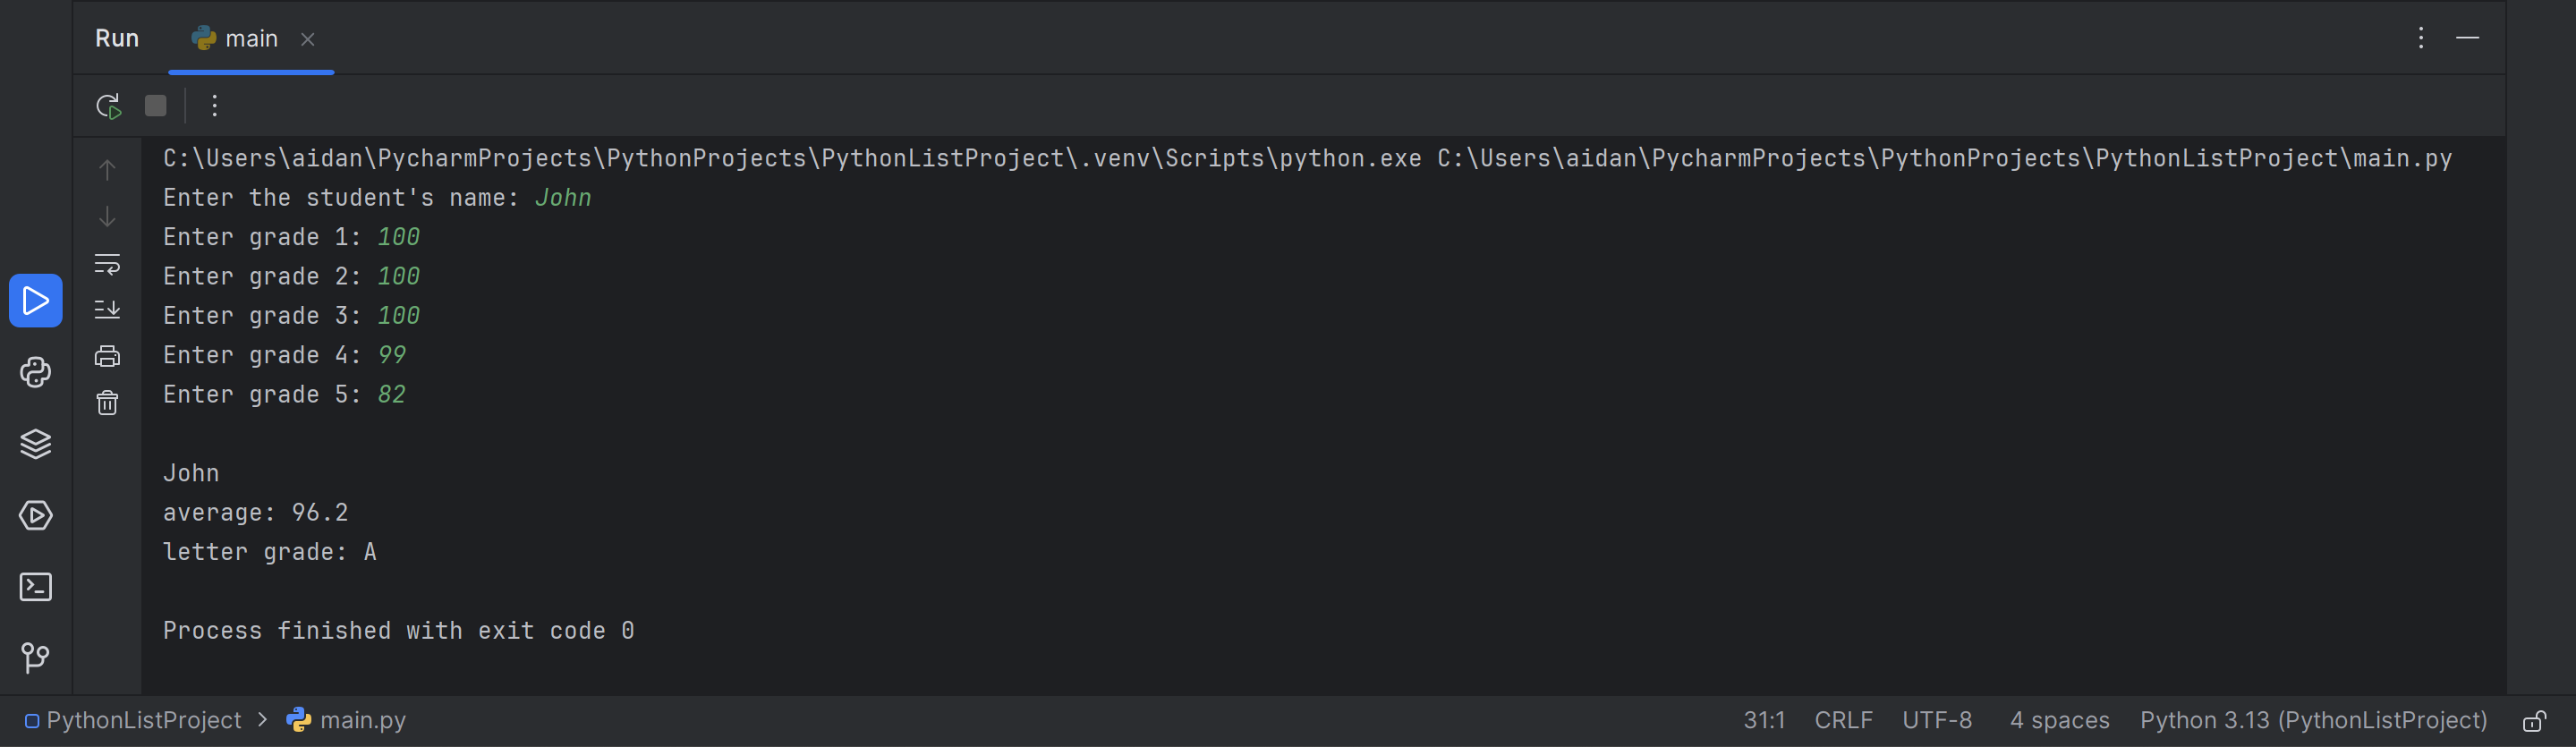 Run main
C:\Users\aidan\PycharmProjects\PythonProjects\PythonListProject\.venv\Scripts\python.exe C:\Users\aidan\PycharmProjects\PythonProjects\PythonListProject\main.py
Enter the student's name: John
Enter grade 1: 100
Enter grade 2: 100
Enter grade 3: 100
Enter grade 4: 99
Enter grade 5: 82
John
average: 96.2
letter grade: A
Process finished with exit code 0
PythonListProject > main.py 31:1 CRLF UTF-8 4 spaces Python 3.13 (PythonListProject)